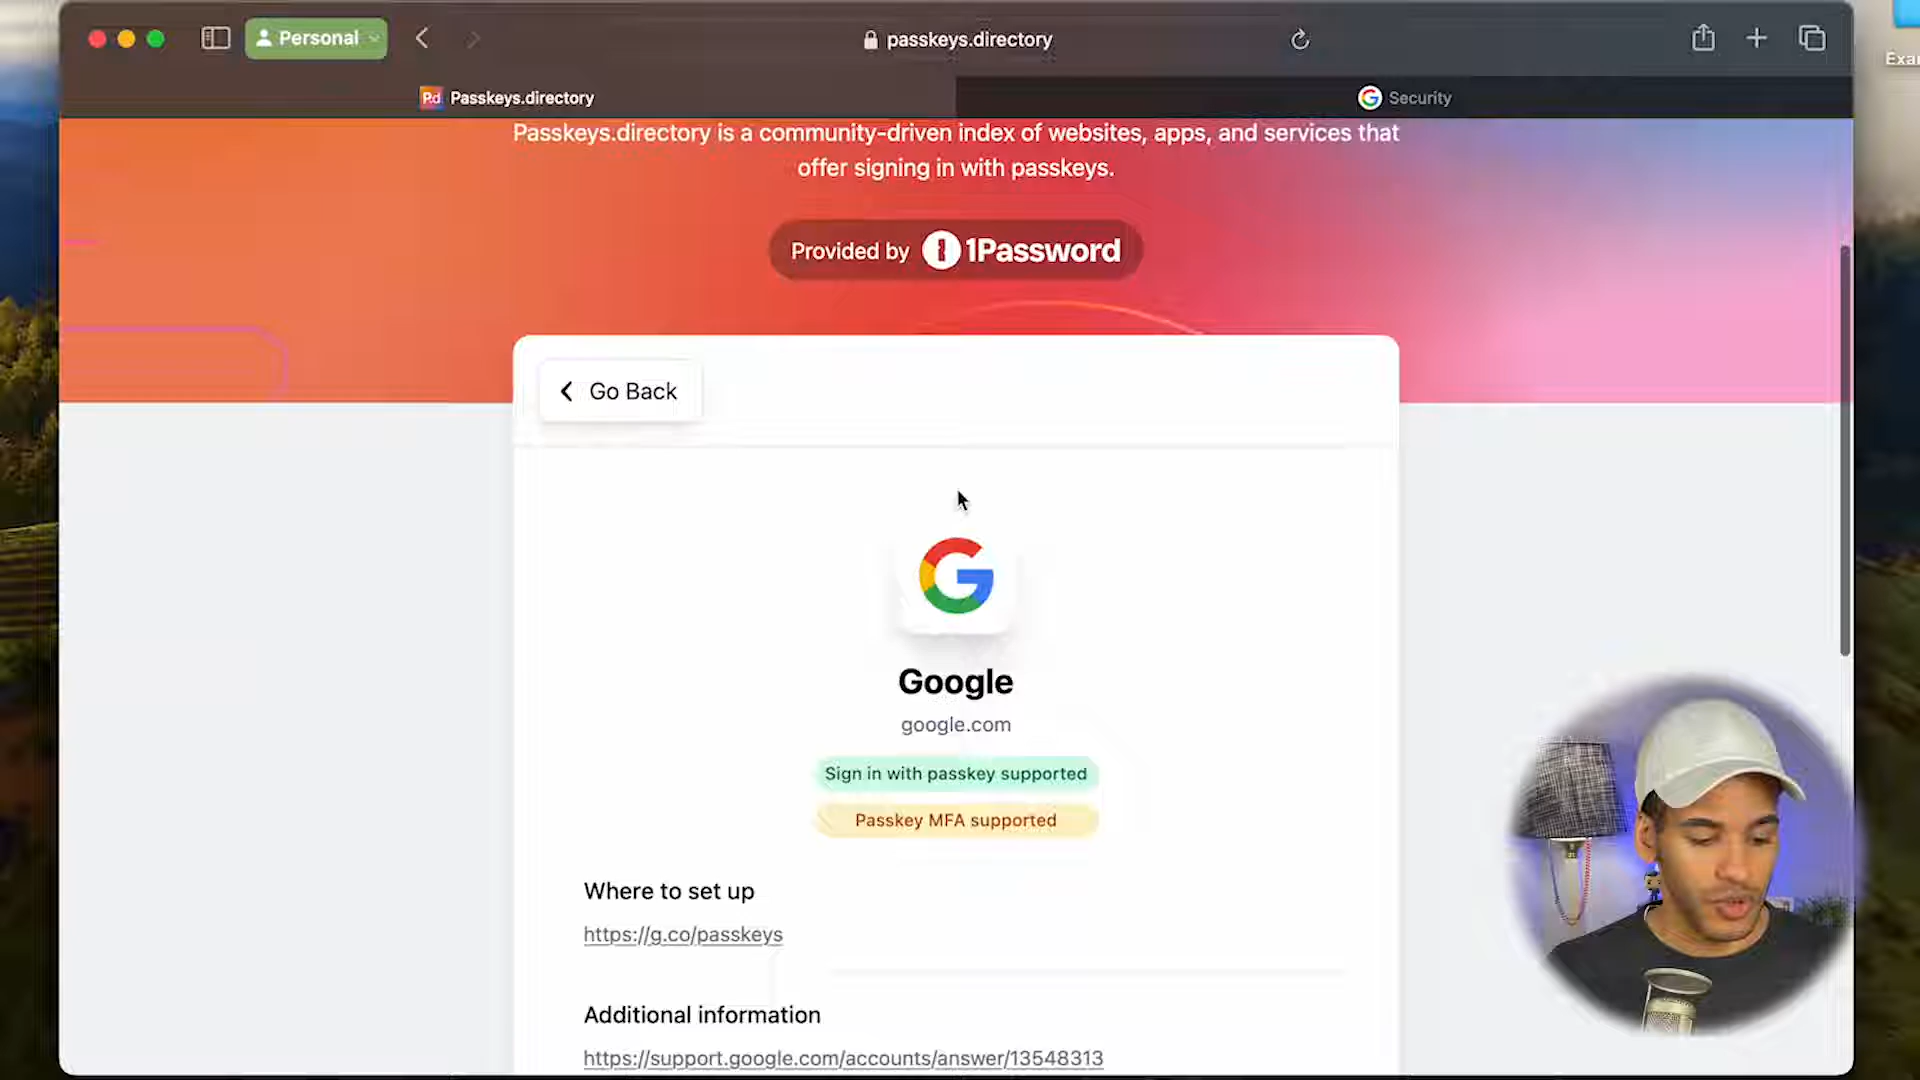 Personal
passkeys.directory
Exa
Pd Passkeys.directory
Security
Passkeys.directory is a community-driven index of websites, apps, and services that
offer signing in with passkeys.
Provided by 1Password
Go Back
Google
google.com
Sign in with passkey supported
Passkey MFA supported
Where to set up
https://g.co/passkeys
Additional information
https://support.google.com/accounts/answer/13548313